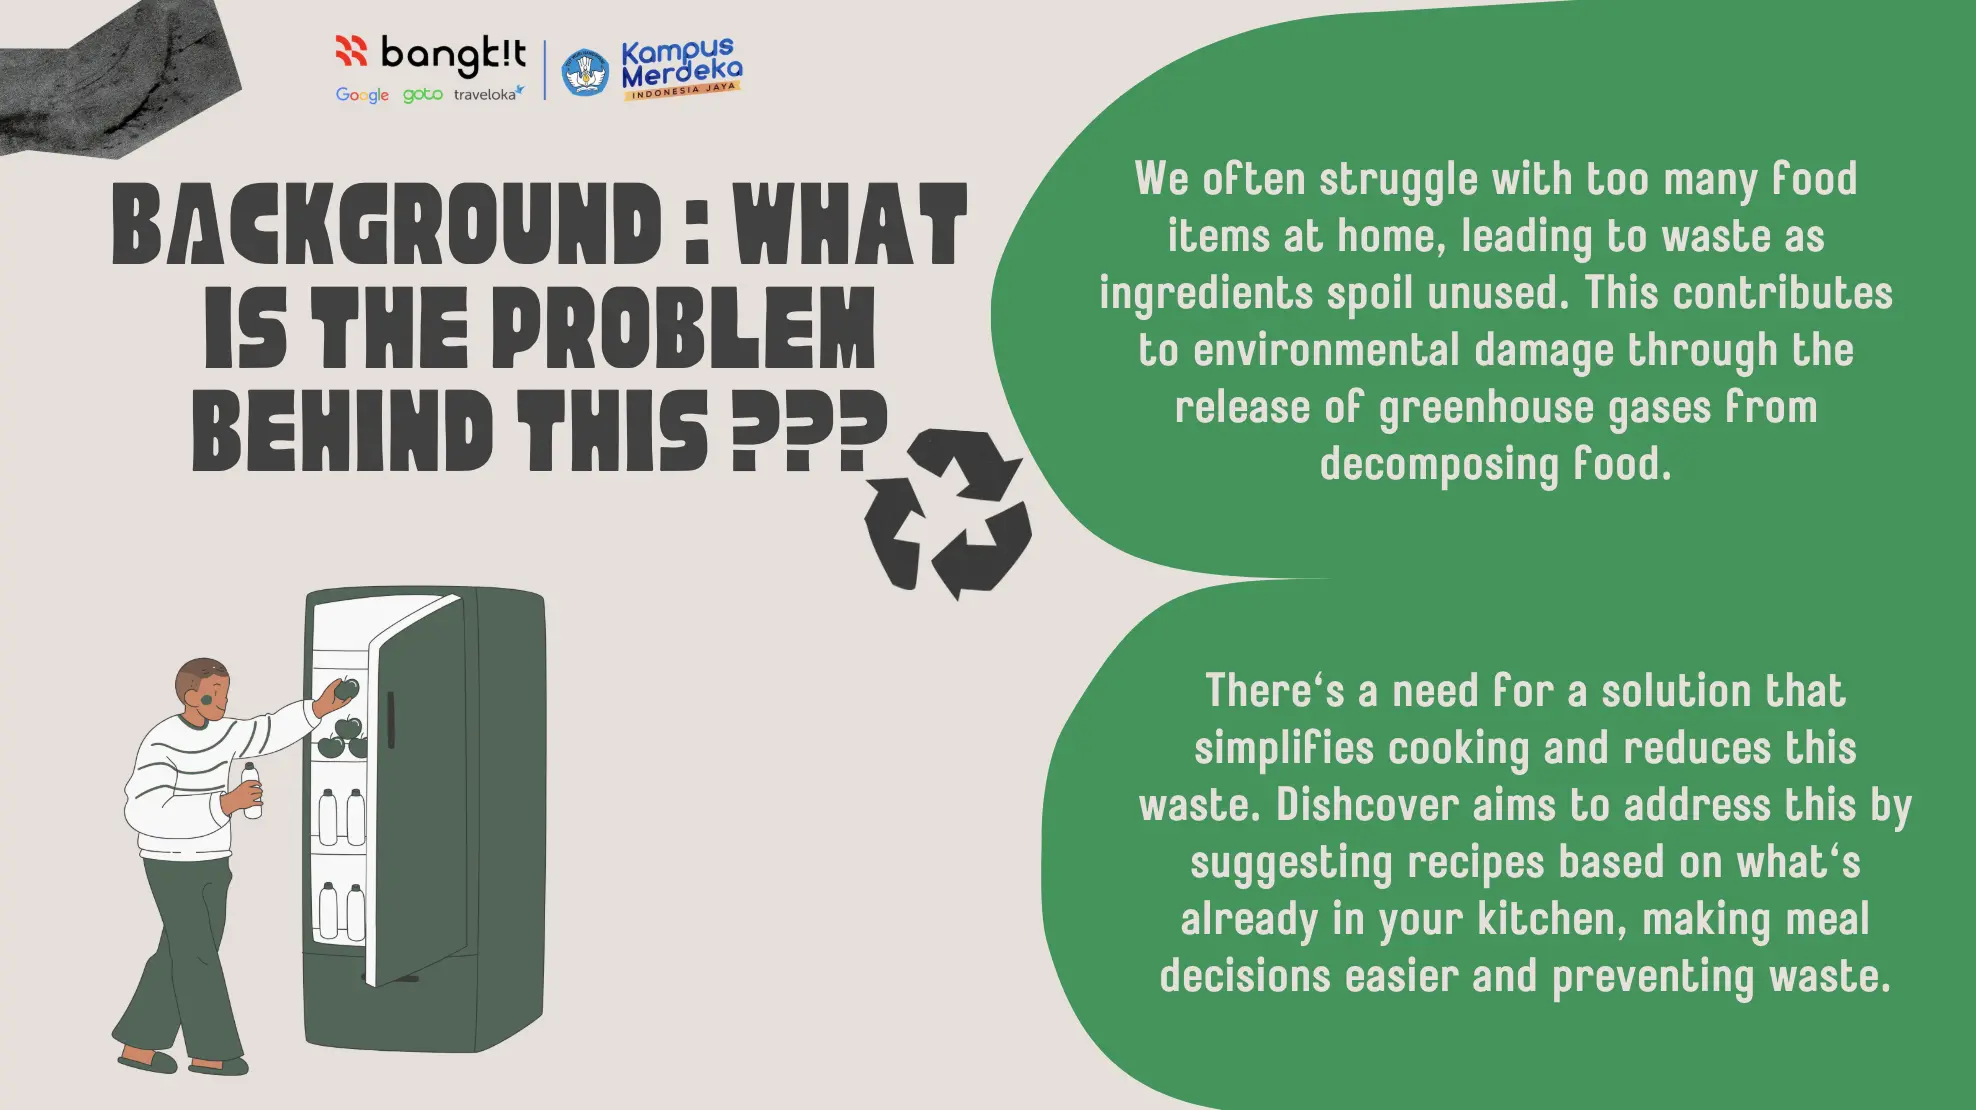 bangk!t
Google goto traveloka
Kampus
Merdeka
INDONESIA JAYA
BACKGROUND : WHAT
IS THE PROBLEM
BEHIND THIS ???
We often struggle with too many food
items at home, leading to waste as
ingredients spoil unused. This contributes
to environmental damage through the
release of greenhouse gases from
decomposing food.
There‘s a need for a solution that
simplifies cooking and reduces this
waste. Dishcover aims to address this by
suggesting recipes based on what‘s
already in your kitchen, making meal
decisions easier and preventing waste.